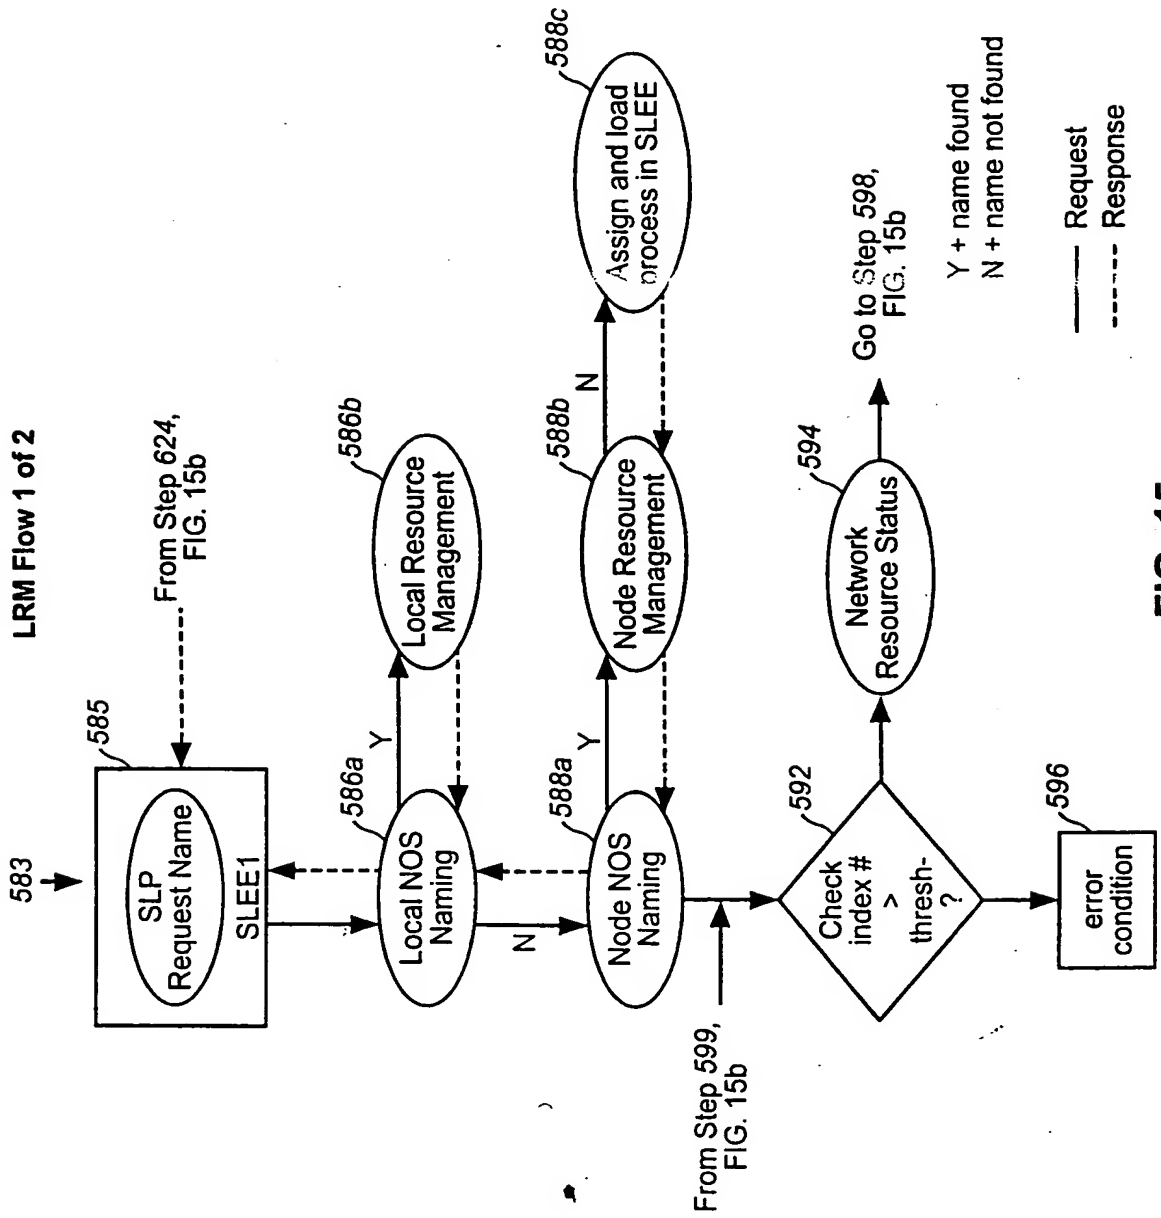 LRM Flow 1 of 2
583
585
SLP
Request Name
SLEE1
From Step 624,
FIG. 15b
586a
Local NOS
Naming
Y
586b
Local Resource
Management
N
588a
Node NOS
Naming
Y
588b
Node Resource
Management
N
588c
Assign and load
process in SLEE
From Step 599,
FIG. 15b
592
Check
index #
>
thresh-
?
594
Network
Resource Status
Go to Step 598,
FIG. 15b
596
error
condition
Y + name found
N + name not found
Request
Response